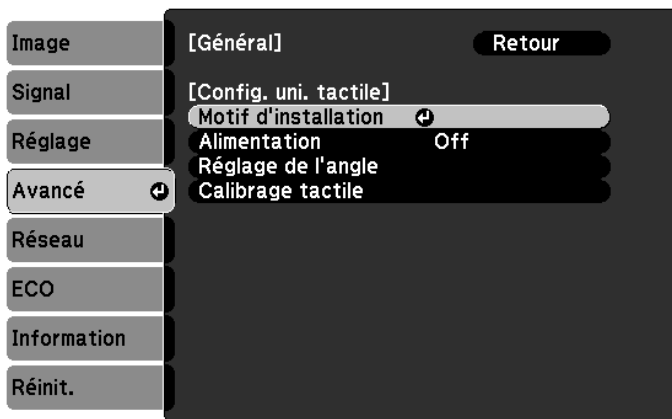 Image
Signal
Réglage
Avancé
Réseau
ECO
Information
Réinit.
[Général] Retour
[Config. uni. tactile]
Motif d'installation
Alimentation Off
Réglage de l'angle
Calibrage tactile